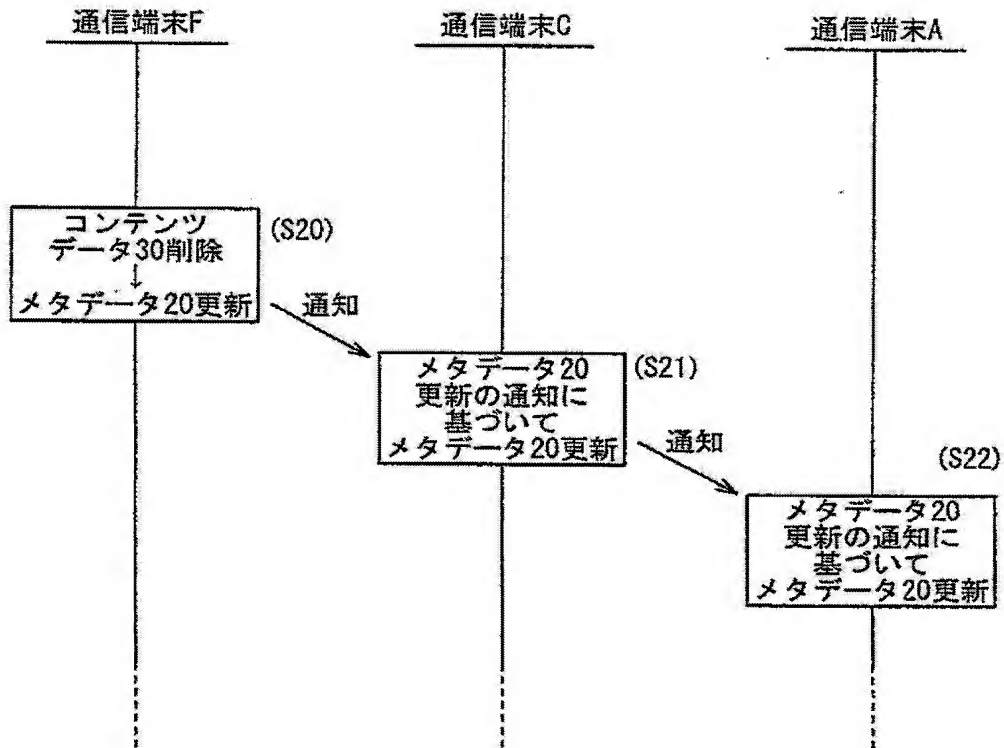 通信端末F
通信端末C
通信端末A
コンテンツ
データ30削除
↓
メタデータ20更新
(S20)
通知
メタデータ20
更新の通知に
基づいて
メタデータ20更新
(S21)
通知
(S22)
メタデータ20
更新の通知に
基づいて
メタデータ20更新